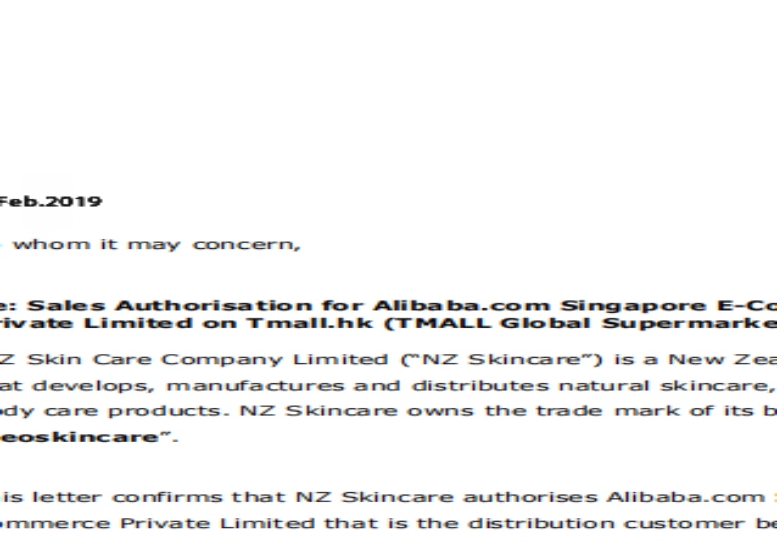 Feb.2019
whom it may concern,
e: Sales Authorisation for Alibaba.com Singapore E-Co
rivate Limited on Tmall.hk (TMALL Global Supermarke
Z Skin Care Company Limited (“NZ Skincare”) is a New Zea
at develops, manufactures and distributes natural skincare,
ody care products. NZ Skincare owns the trade mark of its b
eoskincare”.
is letter confirms that NZ Skincare authorises Alibaba.com
ommerce Private Limited that is the distribution customer be